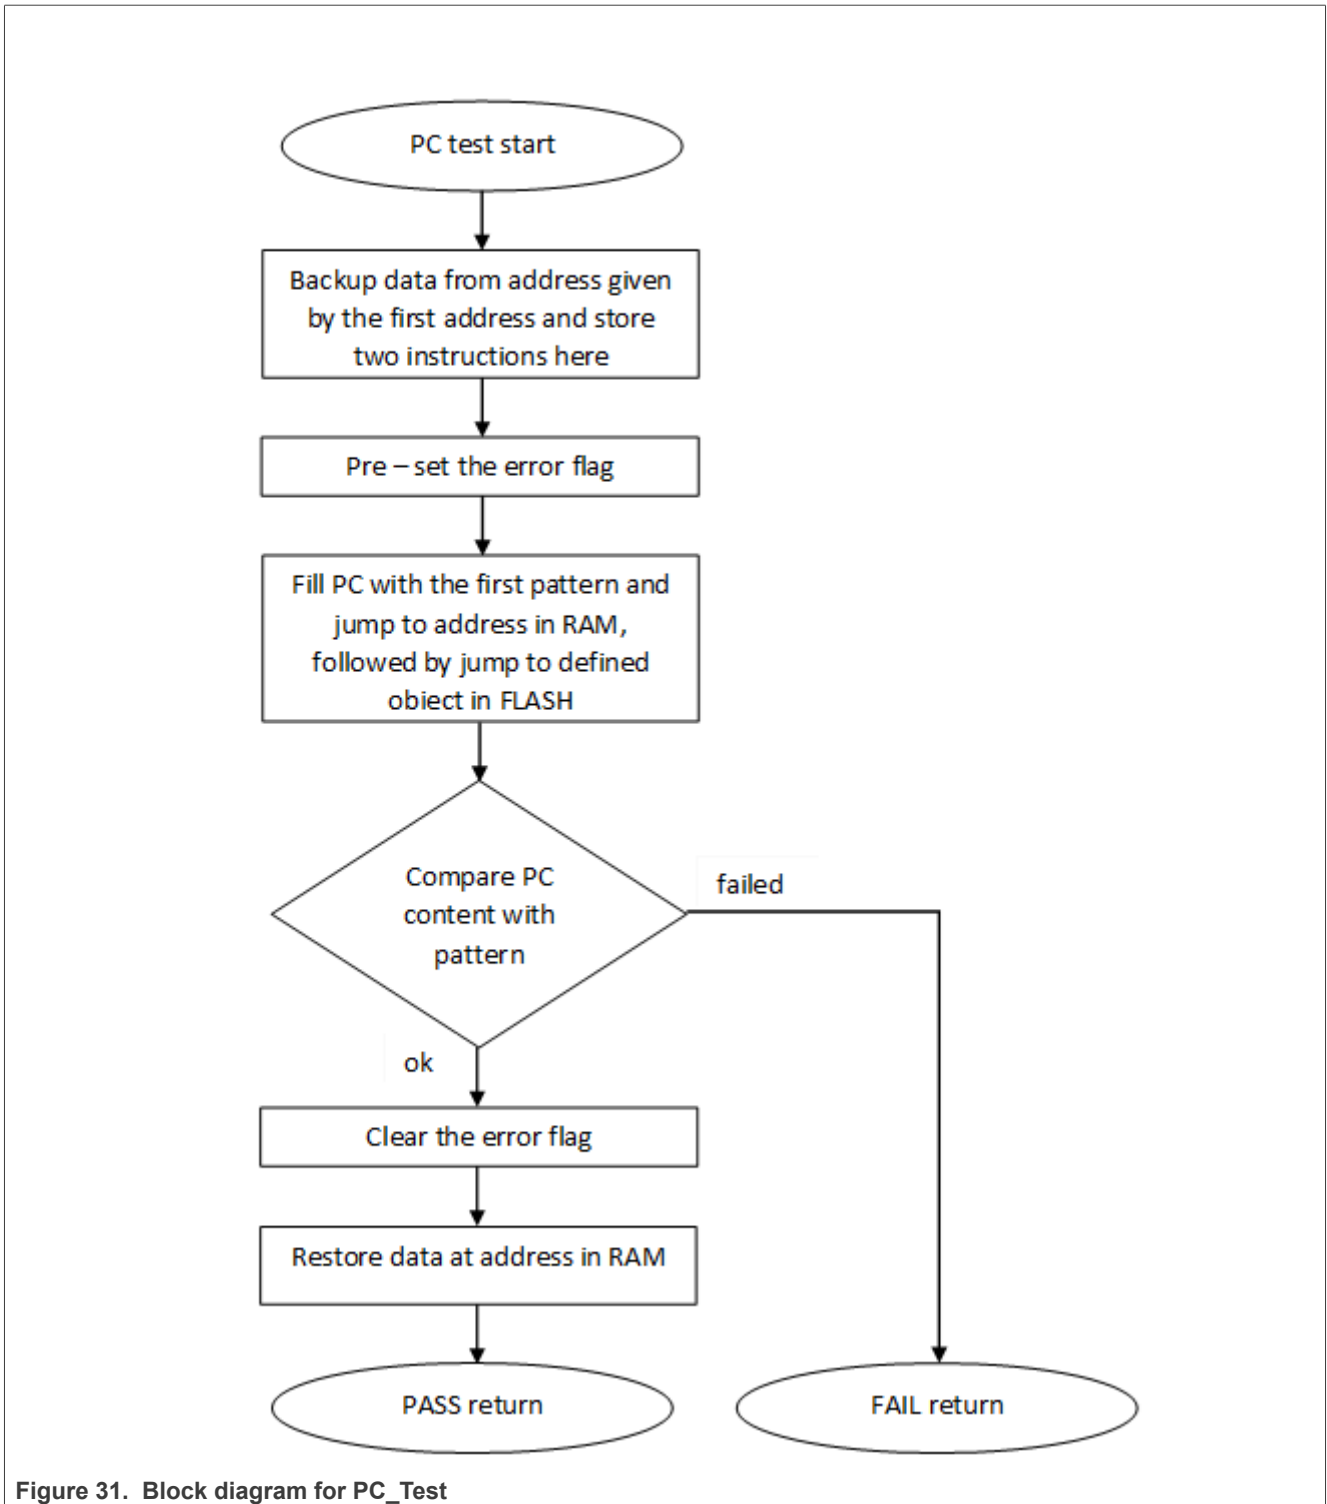 PC test start
Backup data from address given
by the first address and store
two instructions here
Pre – set the error flag
Fill PC with the first pattern and
jump to address in RAM,
followed by jump to defined
obiect in FLASH
Compare PC
content with
pattern
failed
ok
Clear the error flag
Restore data at address in RAM
PASS return
FAIL return
Figure 31. Block diagram for PC_Test